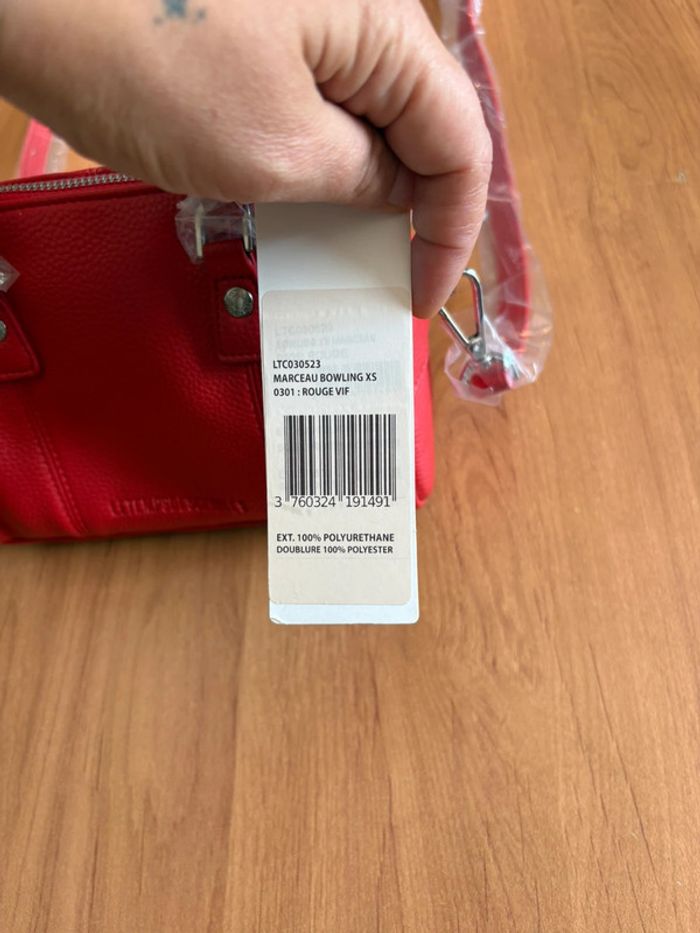 LTC030523
MARCEAU BOWLING XS
0301 : ROUGE VIF
3 760324 191491
EXT. 100% POLYURETHANE
DOUBLURE 100% POLYESTER